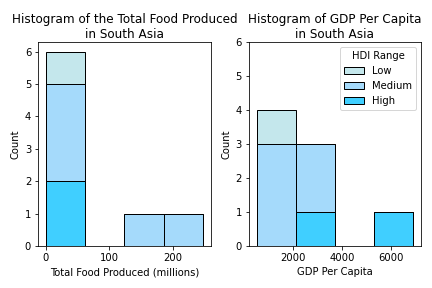 Histogram of the Total Food Produced
in South Asia
6
5
4
3
2
1
0
Count
0 100 200
Total Food Produced (millions)
Histogram of GDP Per Capita
in South Asia
HDI Range
Low
Medium
High
6
5
4
3
2
1
0
Count
2000 4000 6000
GDP Per Capita